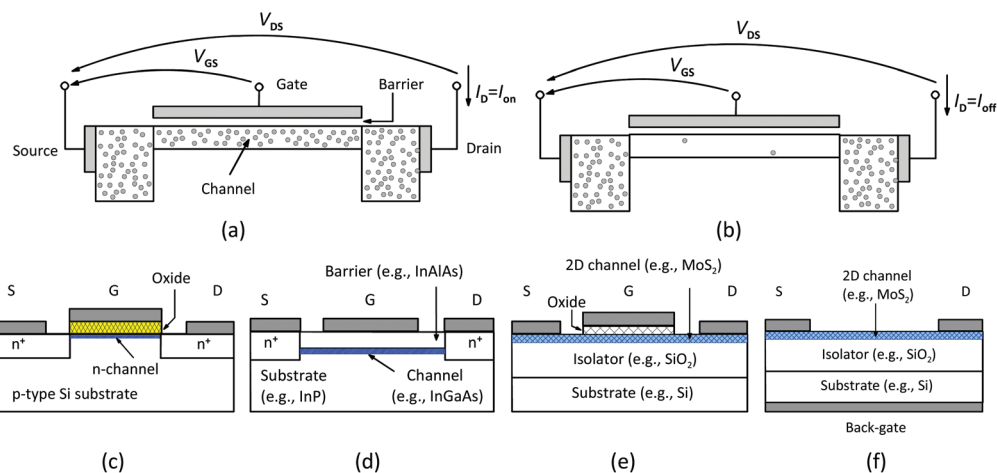 V_DS
V_GS
Gate
Barrier
I_D=I_on
Source
Drain
Channel
(a)
V_DS
V_GS
I_D=I_off
(b)
S
G
D
Oxide
n⁺
n⁺
n-channel
p-type Si substrate
(c)
Barrier (e.g., InAlAs)
S
G
D
n⁺
n⁺
Substrate
(e.g., InP)
Channel
(e.g., InGaAs)
(d)
2D channel (e.g., MoS₂)
S
G
D
Oxide
Isolator (e.g., SiO₂)
Substrate (e.g., Si)
(e)
2D channel
(e.g., MoS₂)
S
D
Isolator (e.g., SiO₂)
Substrate (e.g., Si)
Back-gate
(f)